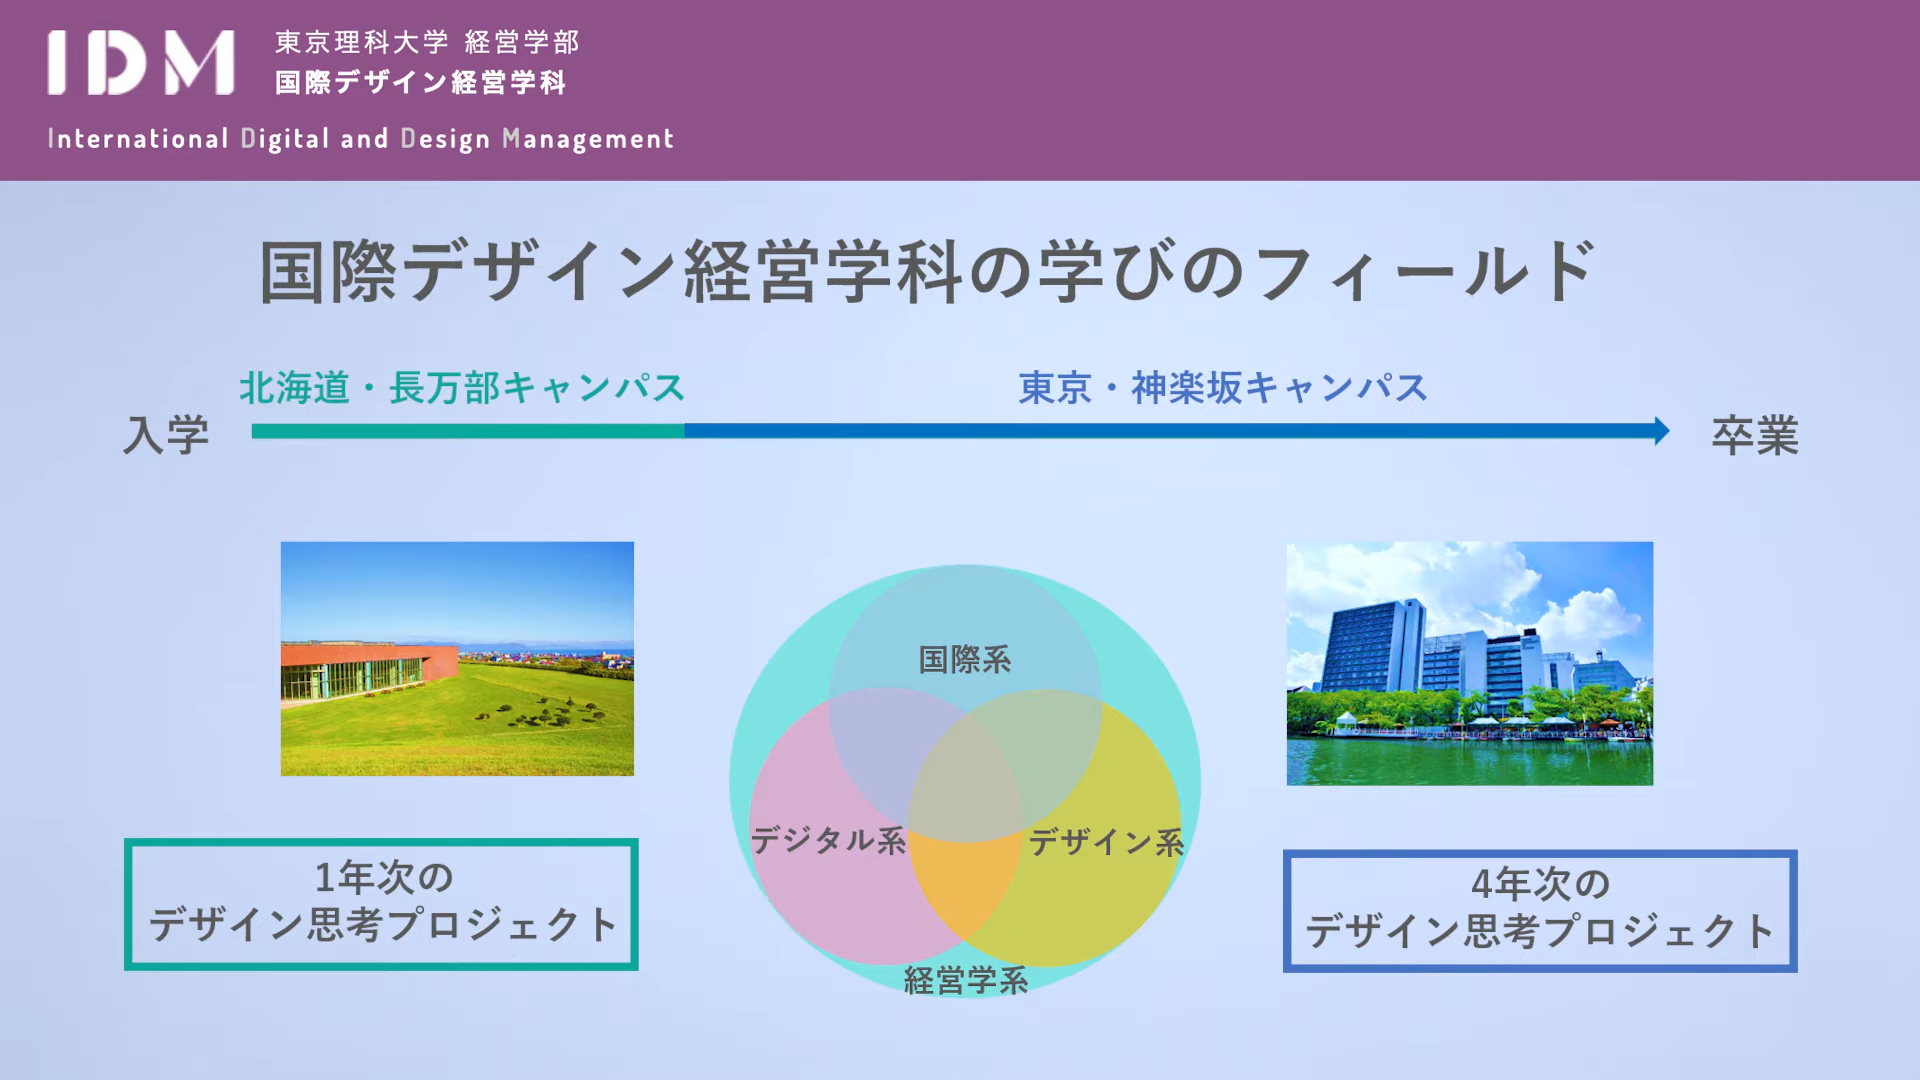 IDM
東京理科大学 経営学部
国際デザイン経営学科
International Digital and Design Management
国際デザイン経営学科の学びのフィールド
北海道・長万部キャンパス
東京・神楽坂キャンパス
入学
卒業
国際系
デジタル系
デザイン系
経営学系
1年次の
デザイン思考プロジェクト
4年次の
デザイン思考プロジェクト